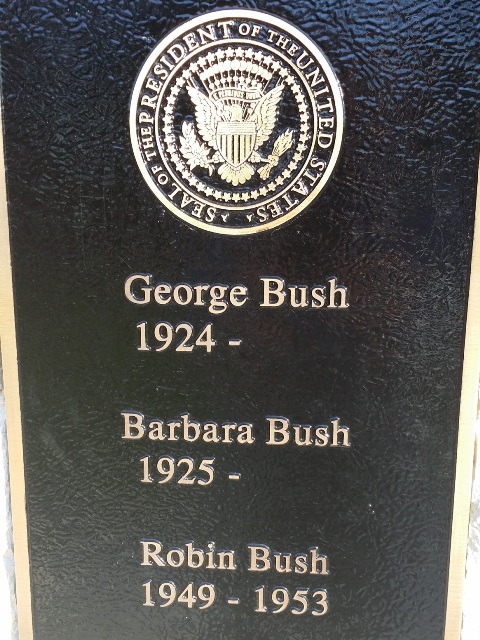 SEAL OF THE PRESIDENT OF THE UNITED STATES
George Bush
1924 -
Barbara Bush
1925 -
Robin Bush
1949 - 1953